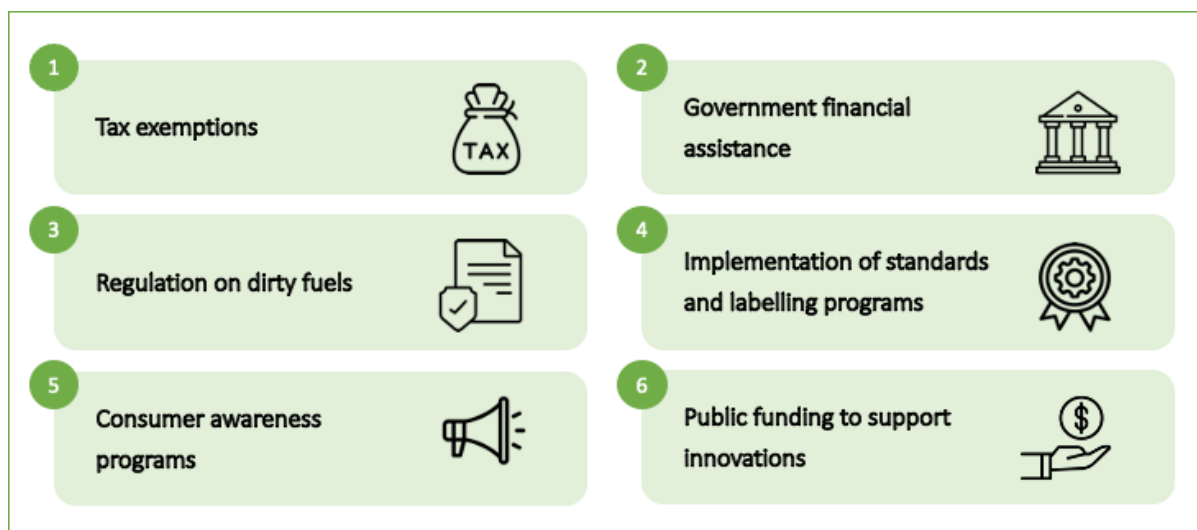 1
Tax exemptions
TAX
2
Government financial
assistance
3
Regulation on dirty fuels
4
Implementation of standards
and labelling programs
5
Consumer awareness
programs
6
Public funding to support
innovations
$